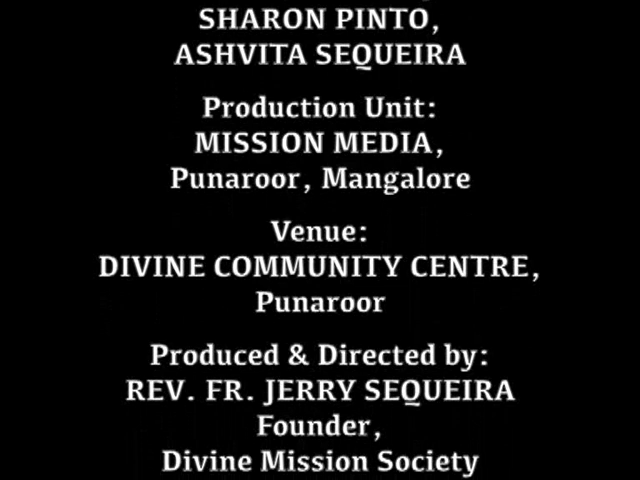 SHARON PINTO,
ASHVITA SEQUEIRA
Production Unit:
MISSION MEDIA,
Punaroor, Mangalore
Venue:
DIVINE COMMUNITY CENTRE,
Punaroor
Produced & Directed by:
REV. FR. JERRY SEQUEIRA
Founder,
Divine Mission Society